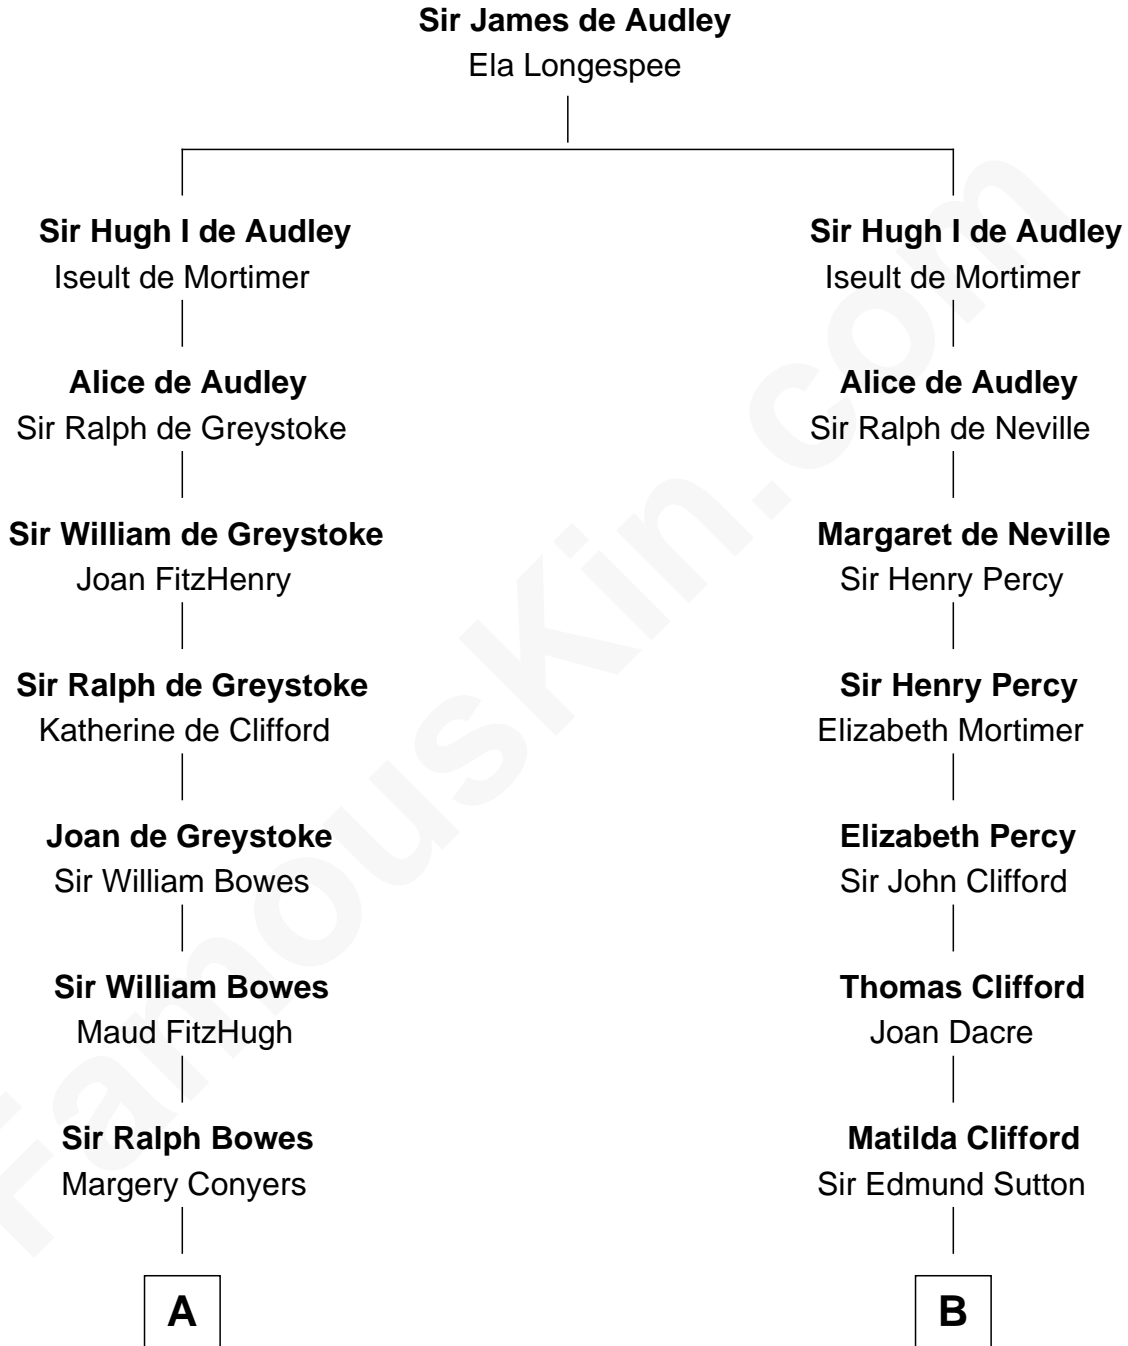 Sir James de Audley
Ela Longespee
Sir Hugh I de Audley
Iseult de Mortimer
Alice de Audley
Sir Ralph de Greystoke
Sir William de Greystoke
Joan FitzHenry
Sir Ralph de Greystoke
Katherine de Clifford
Joan de Greystoke
Sir William Bowes
Sir William Bowes
Maud FitzHugh
Sir Ralph Bowes
Margery Conyers
A
Sir Hugh I de Audley
Iseult de Mortimer
Alice de Audley
Sir Ralph de Neville
Margaret de Neville
Sir Henry Percy
Sir Henry Percy
Elizabeth Mortimer
Elizabeth Percy
Sir John Clifford
Thomas Clifford
Joan Dacre
Matilda Clifford
Sir Edmund Sutton
B
FamousKin.com